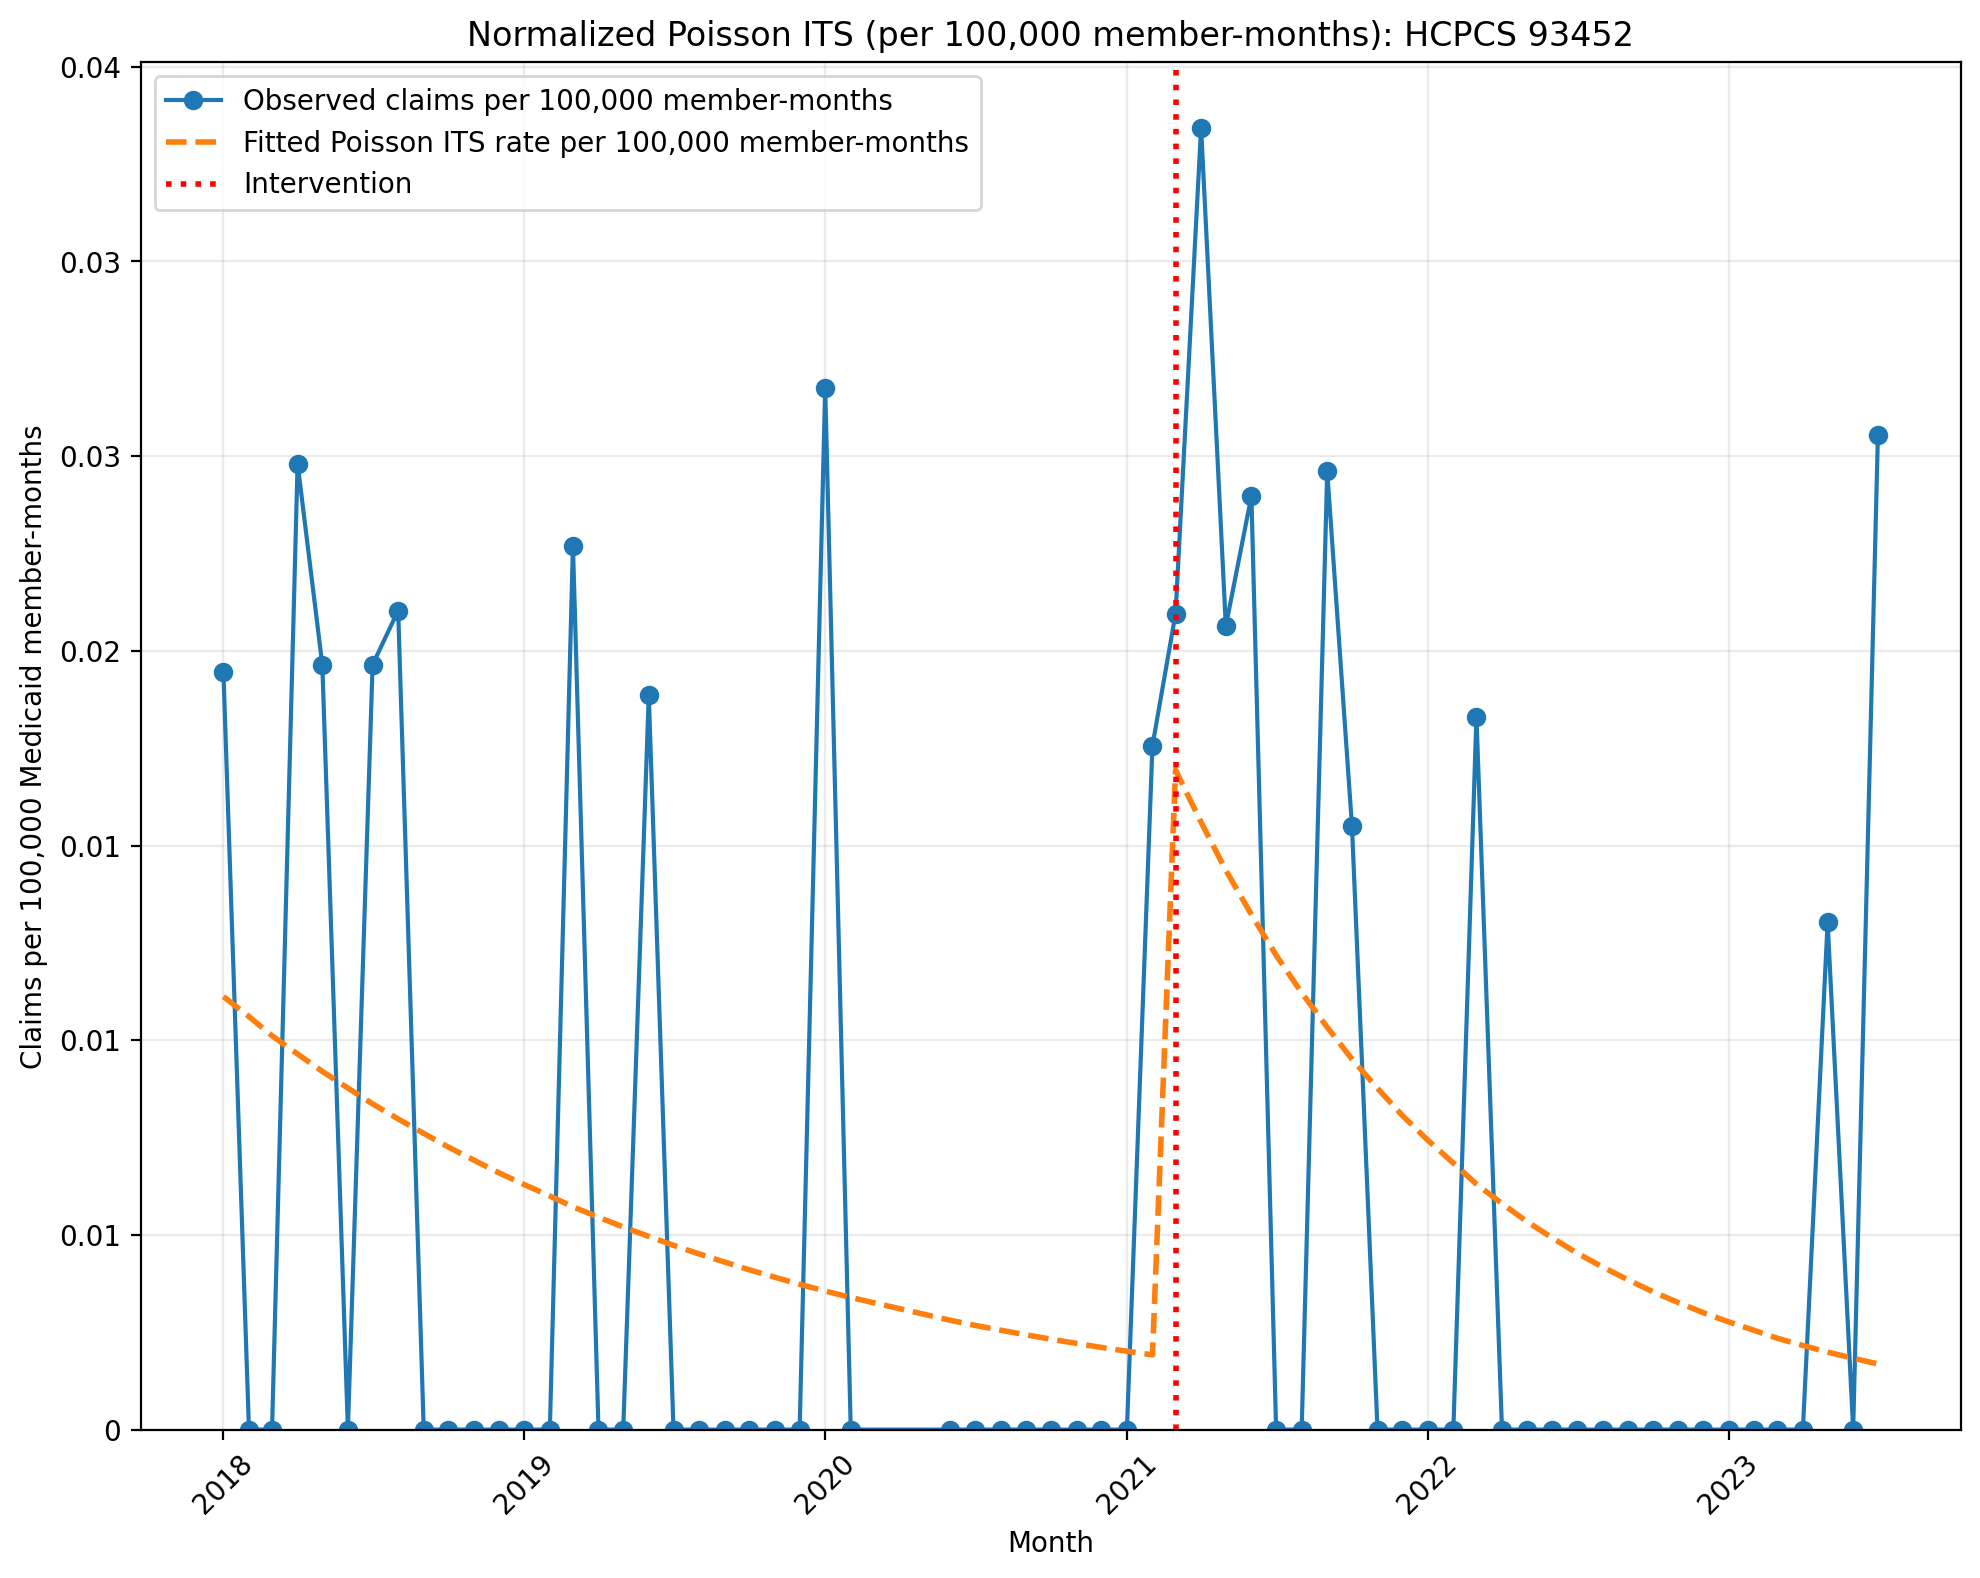 Normalized Poisson ITS (per 100,000 member-months): HCPCS 93452
Observed claims per 100,000 member-months
Fitted Poisson ITS rate per 100,000 member-months
Intervention
Claims per 100,000 Medicaid member-months
0.04
0.03
0.03
0.02
0.01
0.01
0.01
0
2018
2019
2020
2021
2022
2023
Month